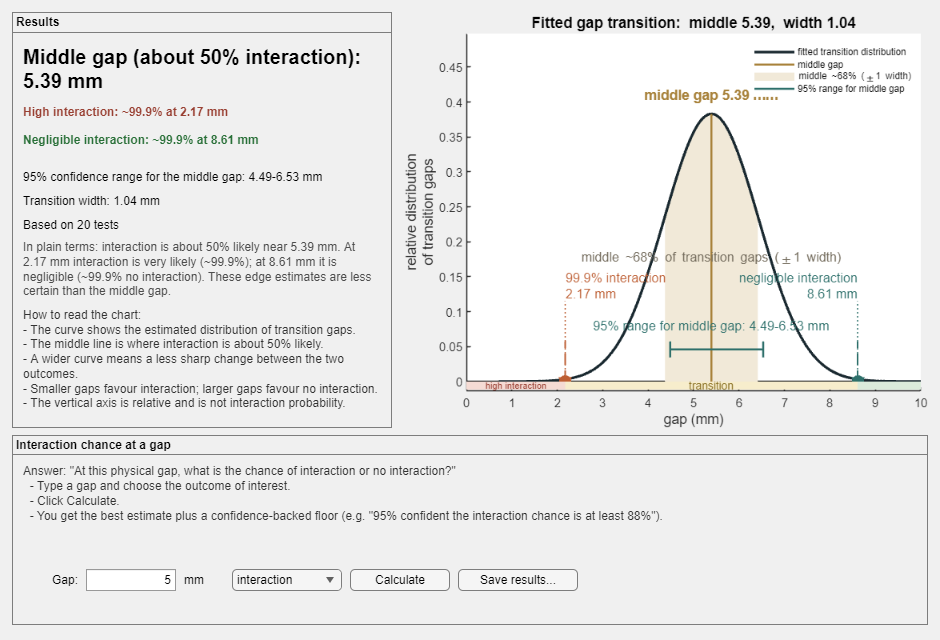 Results
Middle gap (about 50% interaction):
5.39 mm
High interaction: ~99.9% at 2.17 mm
Negligible interaction: ~99.9% at 8.61 mm
95% confidence range for the middle gap: 4.49-6.53 mm
Transition width: 1.04 mm
Based on 20 tests
In plain terms: interaction is about 50% likely near 5.39 mm. At
2.17 mm interaction is very likely (~99.9%); at 8.61 mm it is
negligible (~99.9% no interaction). These edge estimates are less
certain than the middle gap.
How to read the chart:
- The curve shows the estimated distribution of transition gaps.
- The middle line is where interaction is about 50% likely.
- A wider curve means a less sharp change between the two
outcomes.
- Smaller gaps favour interaction; larger gaps favour no interaction.
- The vertical axis is relative and is not interaction probability.
Fitted gap transition: middle 5.39, width 1.04
fitted transition distribution
middle gap
middle ~68% (± 1 width)
95% range for middle gap
middle gap 5.39
relative distribution
of transition gaps
0.45
0.4
0.35
0.3
0.25
0.2
0.15
0.1
0.05
0
middle ~68% of transition gaps (± 1 width)
99.9% interaction
2.17 mm
negligible interaction
8.61 mm
95% range for middle gap: 4.49-6.53 mm
high interaction
transition
0 1 2 3 4 5 6 7 8 9 10
gap (mm)
Interaction chance at a gap
Answer: "At this physical gap, what is the chance of interaction or no interaction?"
- Type a gap and choose the outcome of interest.
- Click Calculate.
- You get the best estimate plus a confidence-backed floor (e.g. "95% confident the interaction chance is at least 88%").
Gap: 5 mm interaction Calculate Save results...